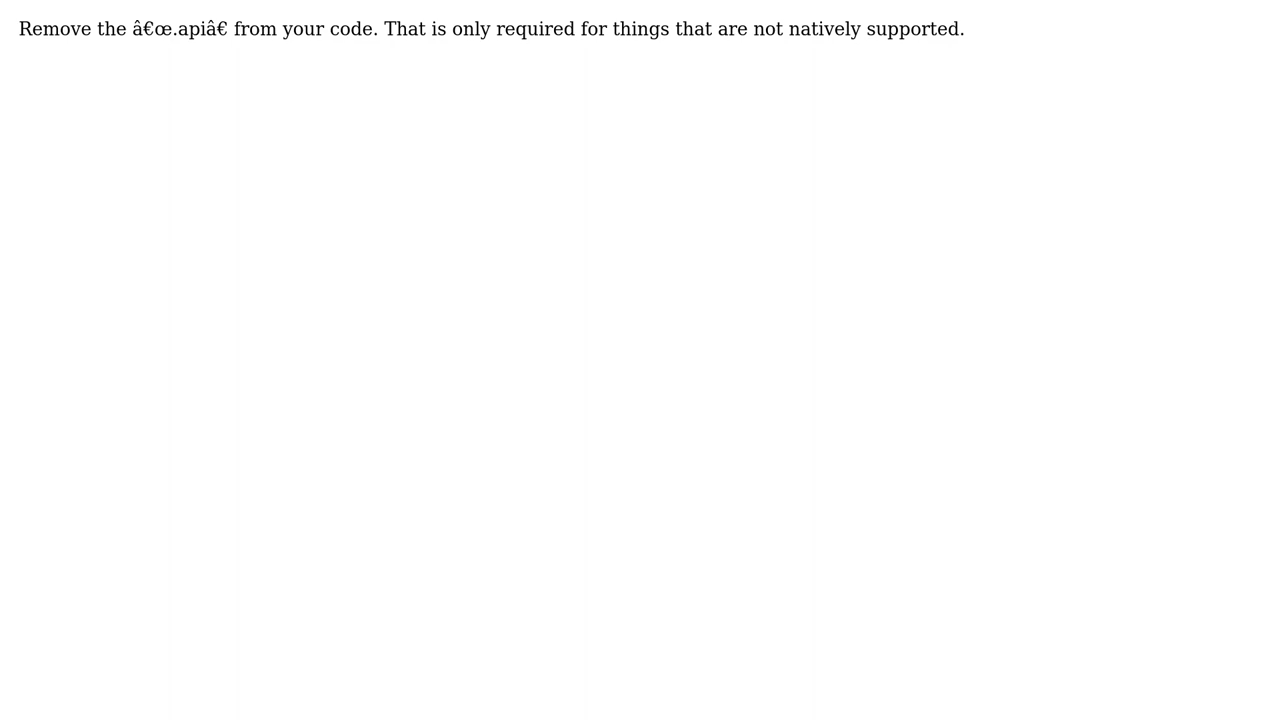 Remove the â€œ.apiâ€ from your code. That is only required for things that are not natively supported.